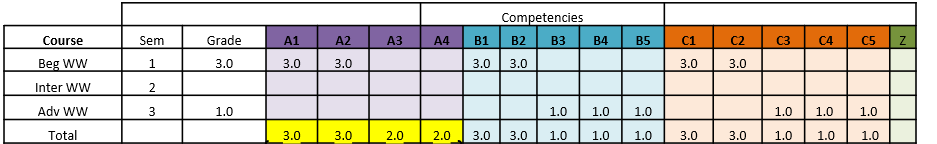 Competencies
Course Sem Grade A1 A2 A3 A4 B1 B2 B3 B4 B5 C1 C2 C3 C4 C5 Z
Beg WW 1 3.0 3.0 3.0 3.0 3.0 3.0 3.0
Inter WW 2
Adv WW 3 1.0 1.0 1.0 1.0 1.0 1.0 1.0
Total 3.0 3.0 2.0 2.0 3.0 3.0 1.0 1.0 1.0 3.0 3.0 1.0 1.0 1.0